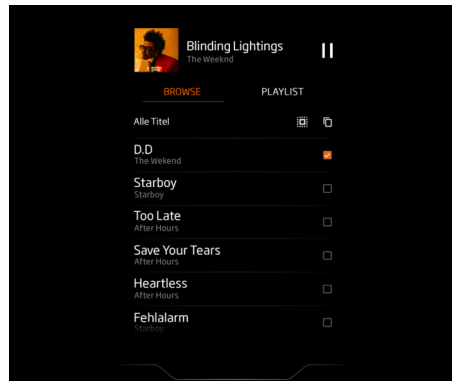 Blinding Lightings
The Weeknd
BROWSE
PLAYLIST
Alle Titel
D.D
The Wekend
Starboy
Starboy
Too Late
After Hours
Save Your Tears
After Hours
Heartless
After Hours
Fehlalarm
Starboy